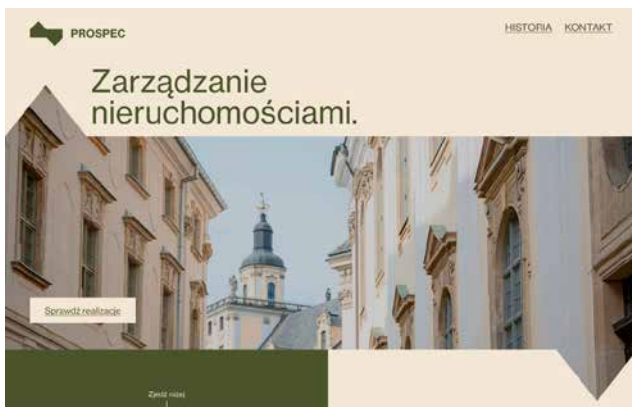 PROSPEC
HISTORIA KONTAKT
Zarządzanie
nieruchomościami.
Sprawdź realizacje
Zjedź niżej